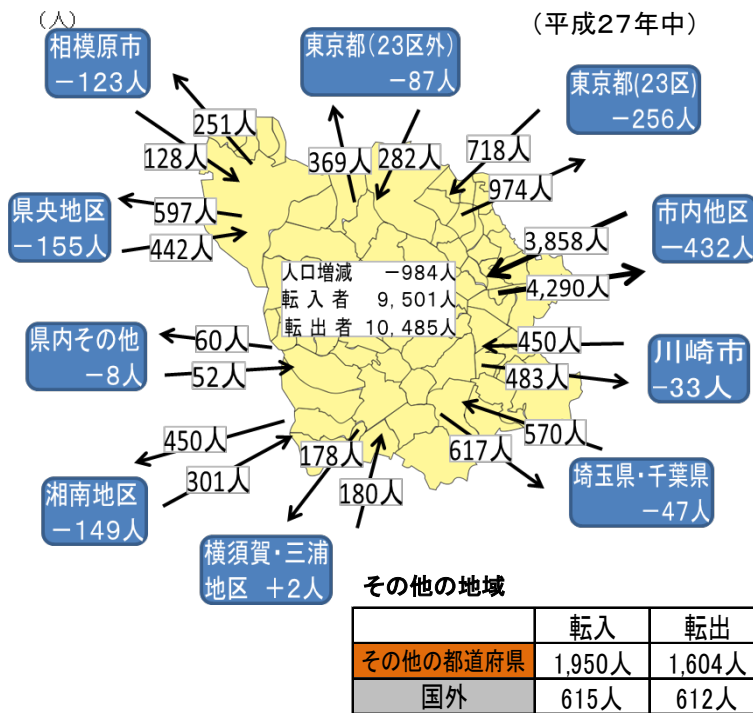 (人)
(平成27年中)
相模原市
－123人
東京都(23区外)
－87人
東京都(23区)
－256人
251人
128人
369人
282人
718人
974人
県央地区
－155人
597人
442人
市内他区
－432人
3,858人
4,290人
人口増減 －984人
転入者 9,501人
転出者 10,485人
県内その他
－8人
60人
52人
450人
483人
川崎市
－33人
湘南地区
－149人
450人
301人
178人
180人
617人
570人
埼玉県・千葉県
－47人
横須賀・三浦
地区 ＋2人
その他の地域
転入 転出
その他の都道府県 1,950人 1,604人
国外 615人 612人